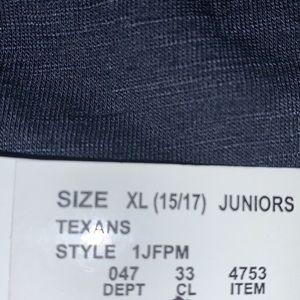 SIZE XL (15/17) JUNIORS
TEXANS
STYLE 1JFPM
047 33 4753
DEPT CL ITEM